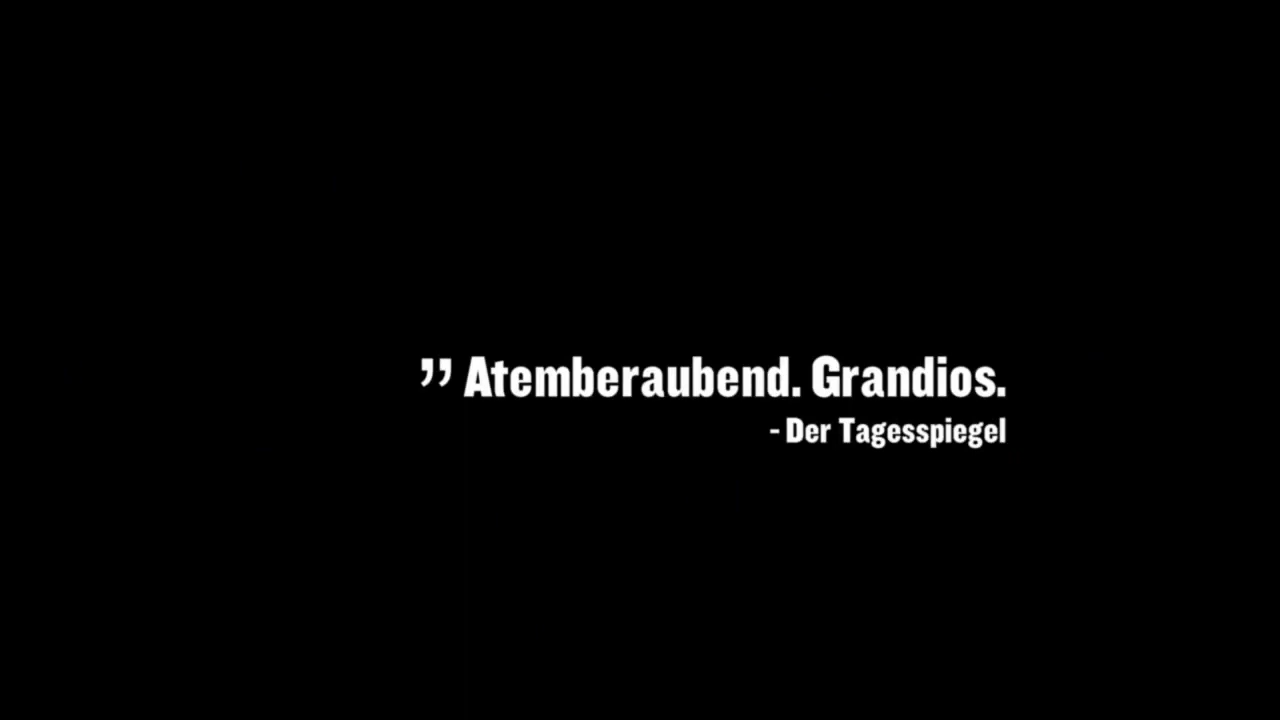 ” Atemberaubend. Grandios.
- Der Tagesspiegel